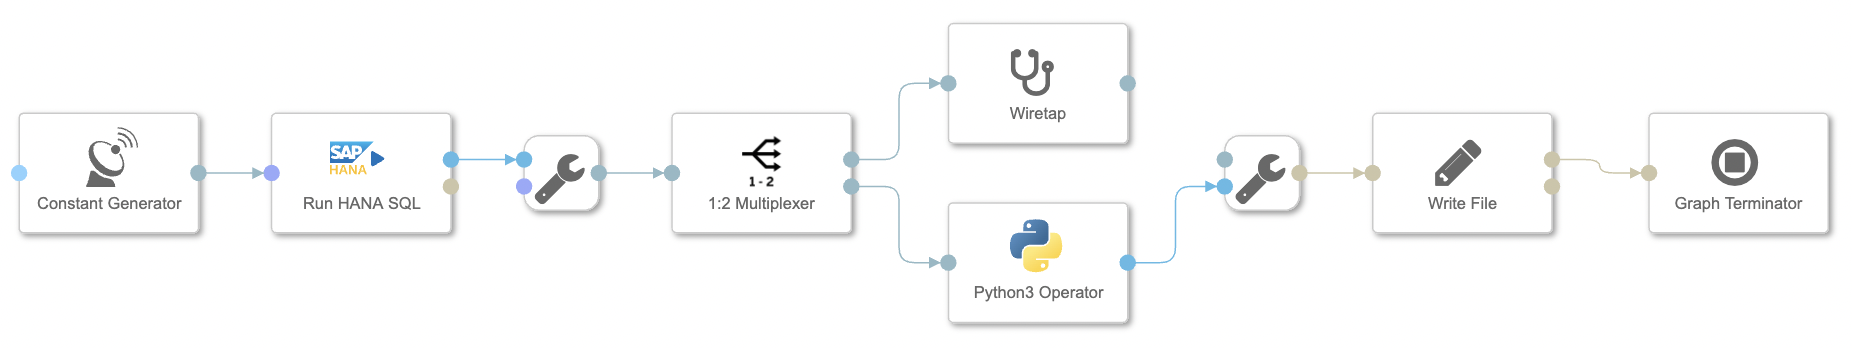 Constant Generator
SAP
HANA
Run HANA SQL
1 - 2
1:2 Multiplexer
Wiretap
Python3 Operator
Write File
Graph Terminator